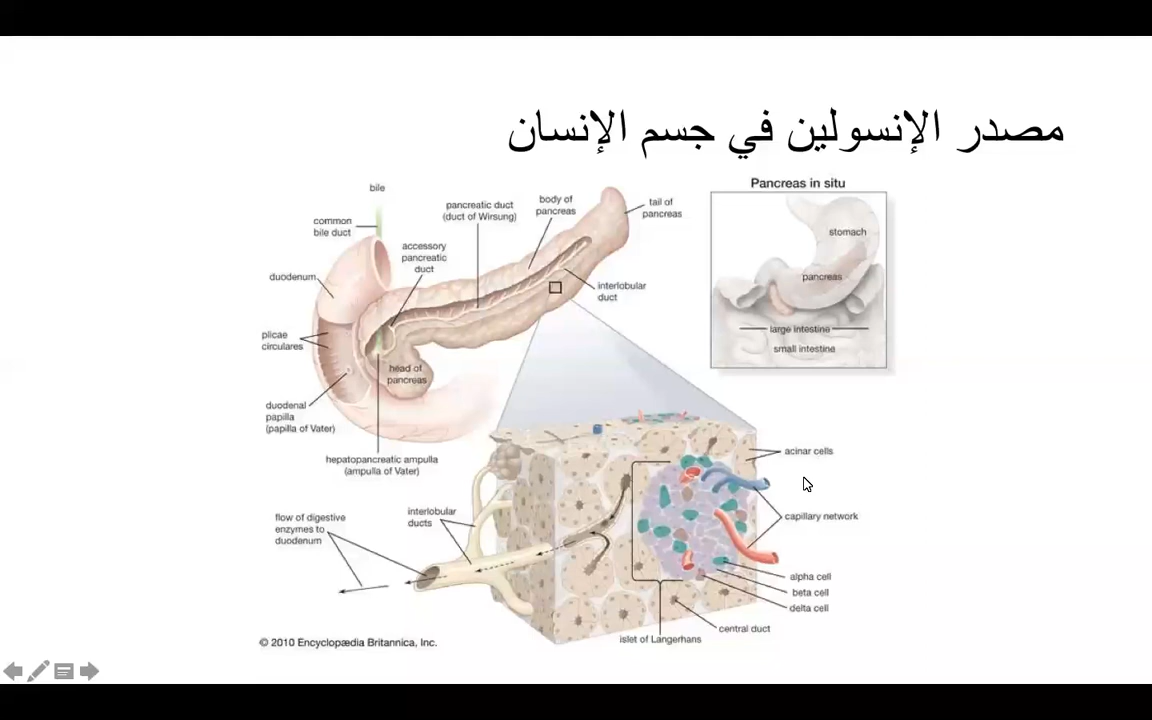 مصدر الإنسولين في جسم الإنسان
Pancreas in situ
bile
common
bile duct
pancreatic duct
(duct of Wirsung)
body of
pancreas
tail of
pancreas
accessory
pancreatic
duct
duodenum
interlobular
duct
plicae
circulares
head of
pancreas
duodenal
papilla
(papilla of Vater)
hepatopancreatic ampulla
(ampulla of Vater)
stomach
pancreas
large intestine
small intestine
acinar cells
capillary network
flow of digestive
enzymes to
duodenum
interlobular
ducts
alpha cell
beta cell
delta cell
central duct
islet of Langerhans
© 2010 Encyclopædia Britannica, Inc.